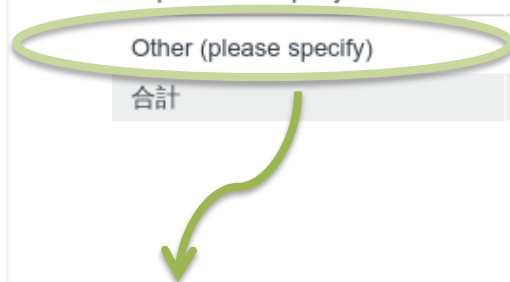 Other (please specify)
合計